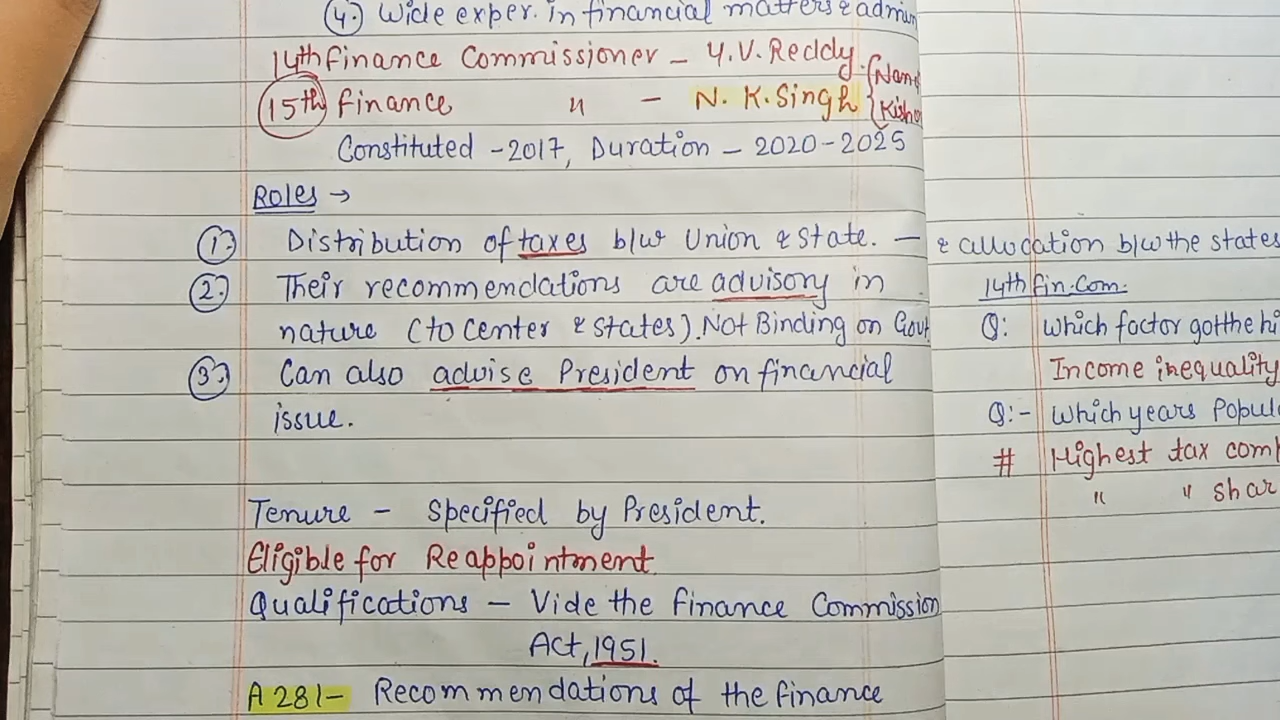 (4.) Wide exper. in financial matters & admin
14th finance Commissioner - Y.V. Reddy.
15th finance " - N. K. Singh
Constituted - 2017, Duration - 2020-2025
Roles →
(1.) Distribution of taxes b/w Union & State. —
(2.) Their recommendations are advisory in
nature (to center & states). Not Binding on Govt
(3.) Can also advise President on financial
issue.
Tenure - Specified by President.
Eligible for Reappointment
Qualifications - Vide the finance Commission
Act, 1951.
A 281- Recommendations of the finance
& allocation b/w the states
14th fin. Com.
Q: which factor got the hi
Income inequality
Q:- Which years Popul
# Highest tax
" " shar